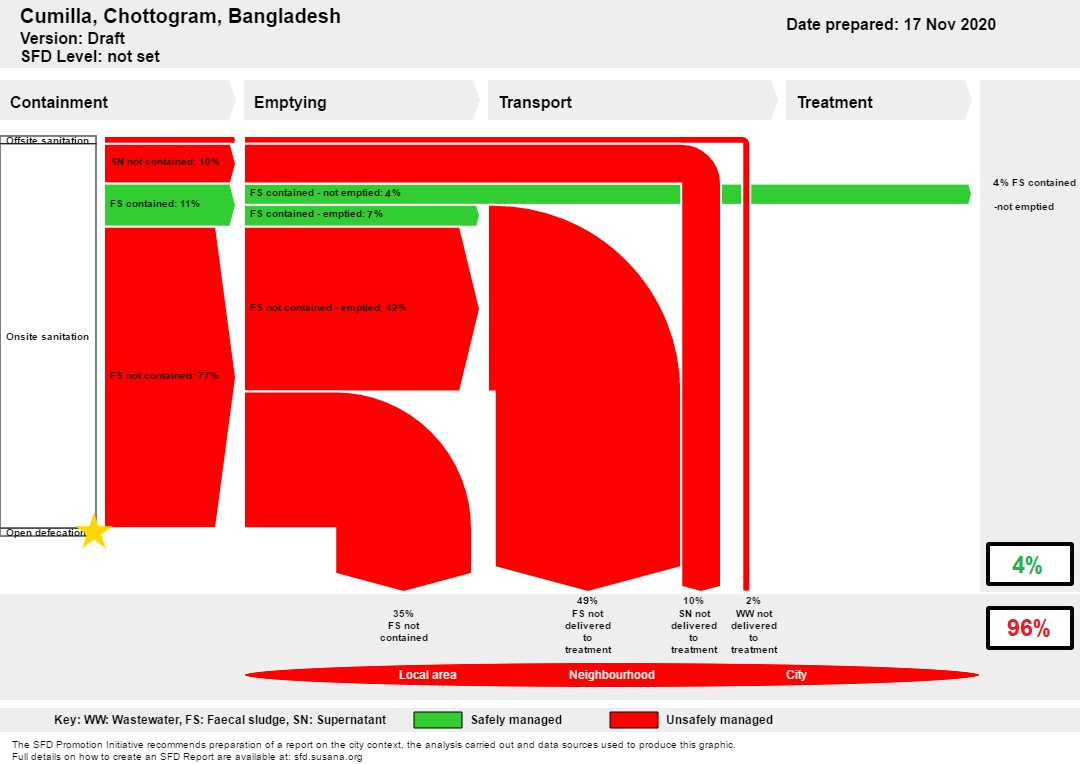 Cumilla, Chottogram, Bangladesh
Version: Draft
SFD Level: not set
Date prepared: 17 Nov 2020
Containment
Emptying
Transport
Treatment
Offsite sanitation
SN not contained: 10%
FS contained: 11%
FS contained - not emptied: 4%
4% FS contained
-not emptied
FS contained - emptied: 7%
FS not contained - emptied: 42%
Onsite sanitation
FS not contained: 77%
Open defecation
4%
35%
FS not
contained
49%
FS not
delivered
to
treatment
10%
SN not
delivered
to
treatment
2%
WW not
delivered
to
treatment
96%
Local area
Neighbourhood
City
Key: WW: Wastewater, FS: Faecal sludge, SN: Supernatant
Safely managed
Unsafely managed
The SFD Promotion Initiative recommends preparation of a report on the city context, the analysis carried out and data sources used to produce this graphic.
Full details on how to create an SFD Report are available at: sfd.susana.org